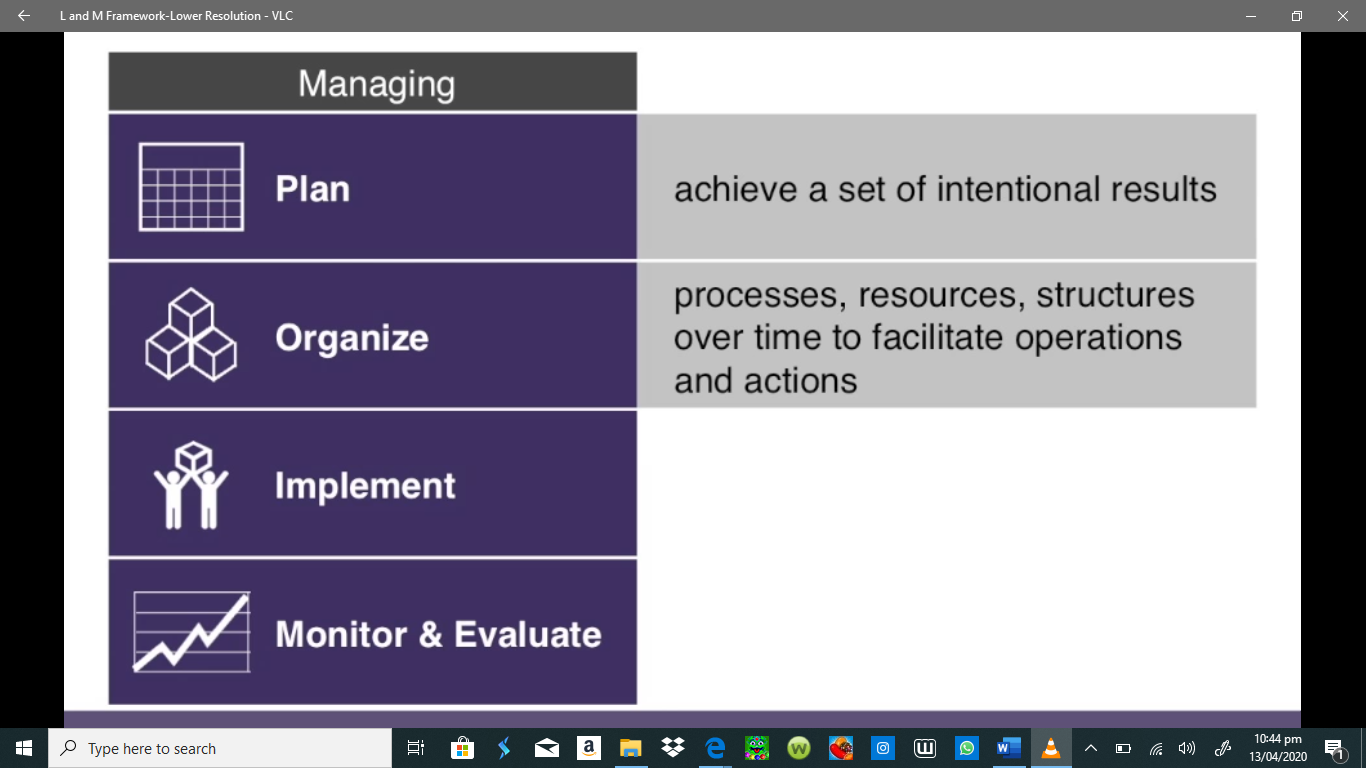 L and M Framework-Lower Resolution - VLC
Managing
Plan
achieve a set of intentional results
Organize
processes, resources, structures
over time to facilitate operations
and actions
Implement
Monitor & Evaluate
Type here to search
10:44 pm
13/04/2020
1